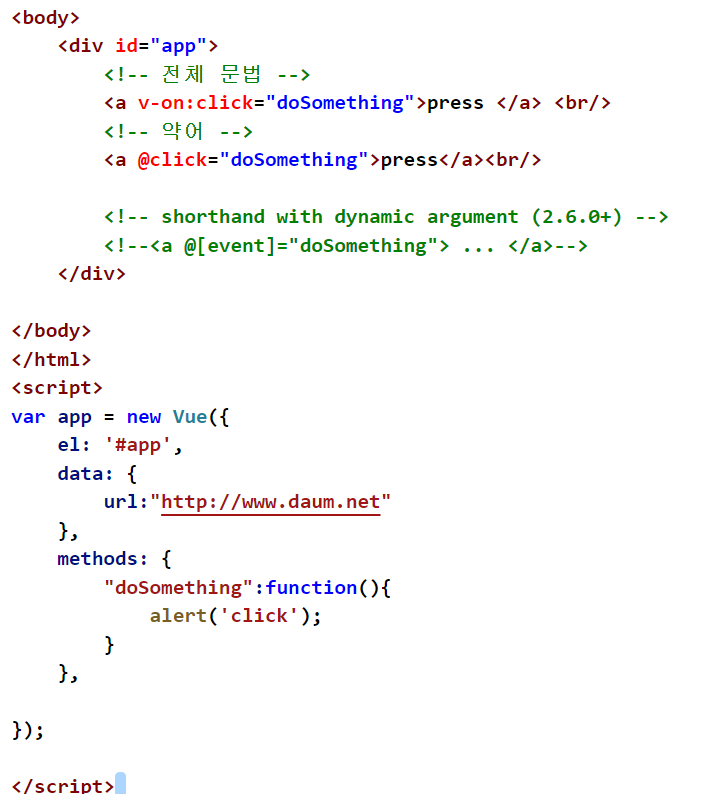 <body>
    <div id="app">
        <!-- 전체 문법 -->
        <a v-on:click="doSomething">press </a> <br/>
        <!-- 약어 -->
        <a @click="doSomething">press</a><br/>
        <!-- shorthand with dynamic argument (2.6.0+) -->
        <!--<a @[event]="doSomething"> ... </a>-->
    </div>
</body>
</html>
<script>
var app = new Vue({
    el: '#app',
    data: {
        url:"http://www.daum.net"
    },
    methods: {
        "doSomething":function(){
            alert('click');
        }
    },
});
</script>